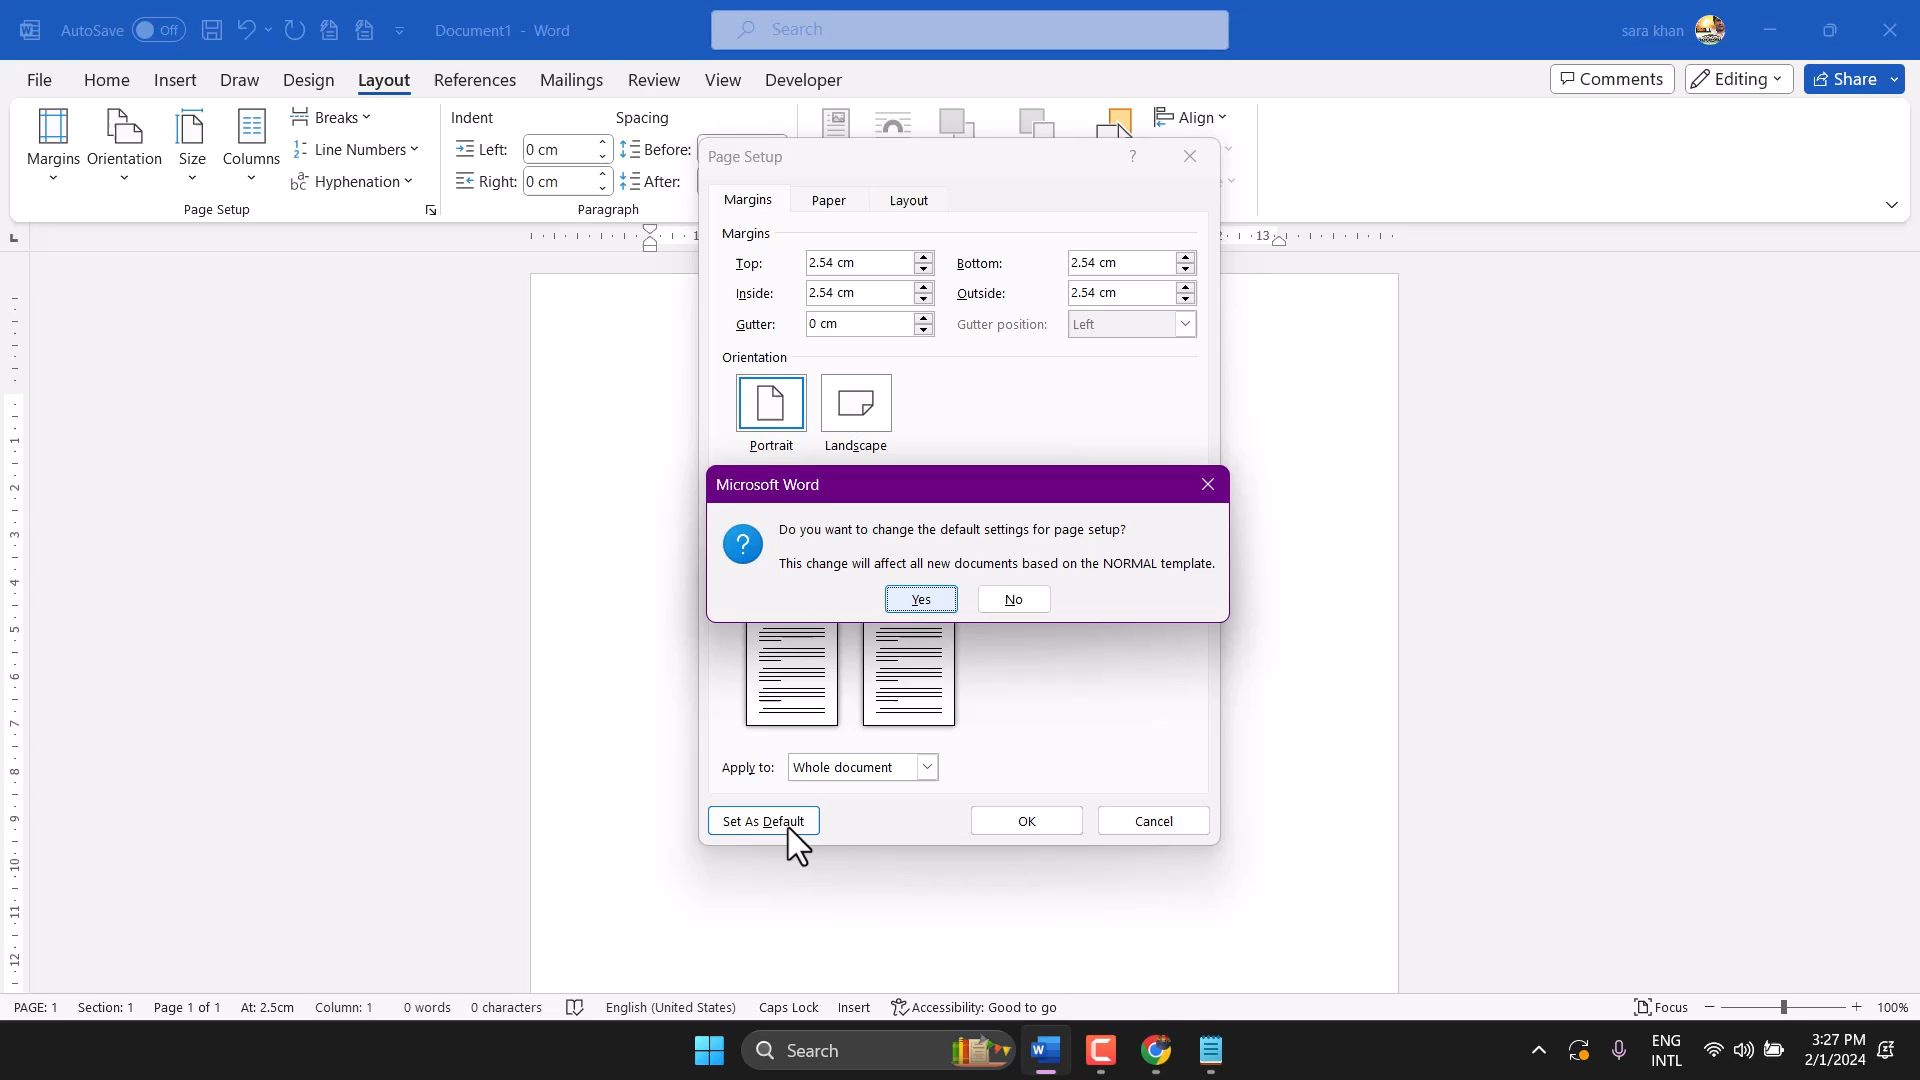 AutoSave Off Document1 - Word Search sara khan
File Home Insert Draw Design Layout References Mailings Review View Developer Comments Editing Share
Margins Orientation Size Columns
Breaks
Line Numbers
Hyphenation
Page Setup
Indent Spacing
Left: 0 cm Before:
Right: 0 cm After:
Paragraph
Align
Page Setup
Margins Paper Layout
Margins
Top: 2.54 cm Bottom: 2.54 cm
Inside: 2.54 cm Outside: 2.54 cm
Gutter: 0 cm Gutter position: Left
Orientation
Portrait Landscape
Microsoft Word
Do you want to change the default settings for page setup?
This change will affect all new documents based on the NORMAL template.
Yes No
Apply to: Whole document
Set As Default OK Cancel
PAGE: 1 Section: 1 Page 1 of 1 At: 2.5cm Column: 1 0 words 0 characters English (United States) Caps Lock Insert Accessibility: Good to go Focus 100%
Search
ENG
INTL
3:27 PM
2/1/2024